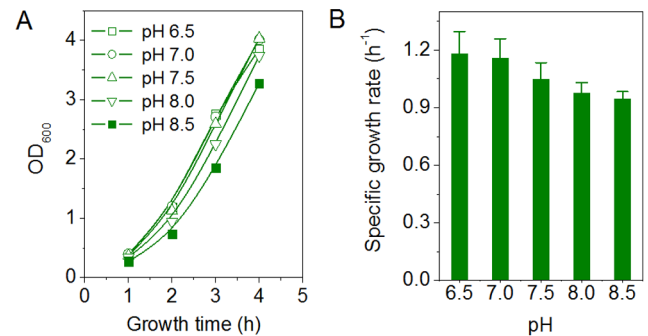 A
pH 6.5
pH 7.0
pH 7.5
pH 8.0
pH 8.5
OD600
4
3
2
1
0
0 1 2 3 4 5
Growth time (h)
B
Specific growth rate (h-1)
1.2
0.9
0.6
0.3
0.0
6.5 7.0 7.5 8.0 8.5
pH